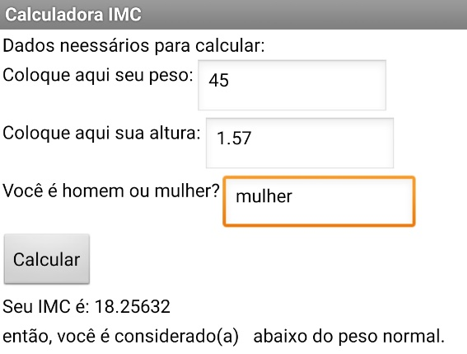 Calculadora IMC
Dados neessários para calcular:
Coloque aqui seu peso: 45
Coloque aqui sua altura: 1.57
Você é homem ou mulher? mulher
Calcular
Seu IMC é: 18.25632
então, você é considerado(a) abaixo do peso normal.